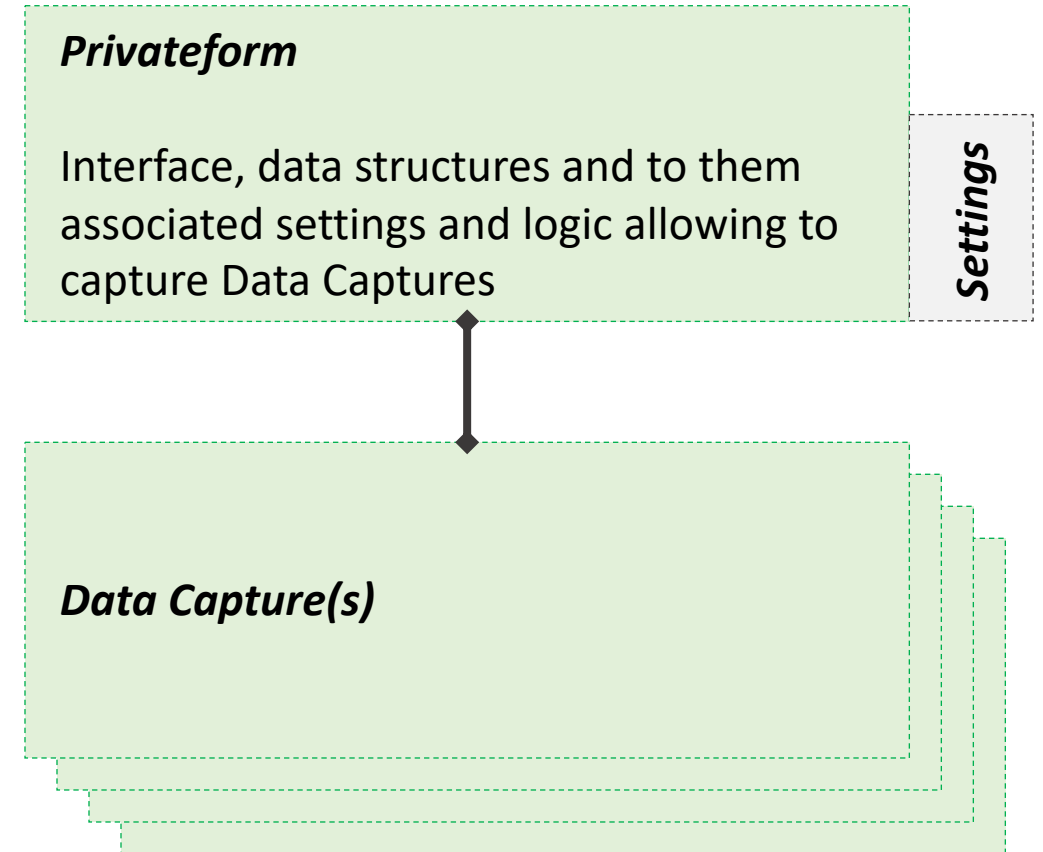 Privateform
Interface, data structures and to them
associated settings and logic allowing to
capture Data Captures
Settings
Data Capture(s)